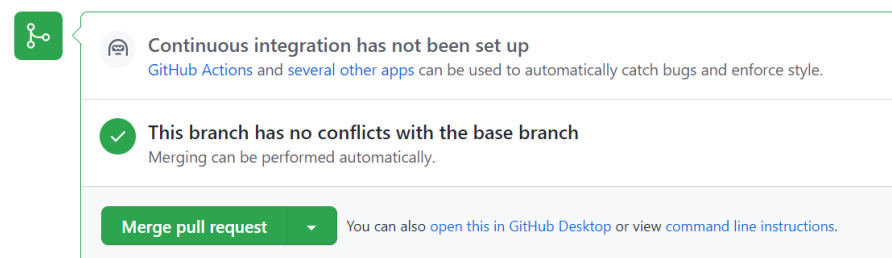 Continuous integration has not been set up
GitHub Actions and several other apps can be used to automatically catch bugs and enforce style.
This branch has no conflicts with the base branch
Merging can be performed automatically.
Merge pull request
You can also open this in GitHub Desktop or view command line instructions.